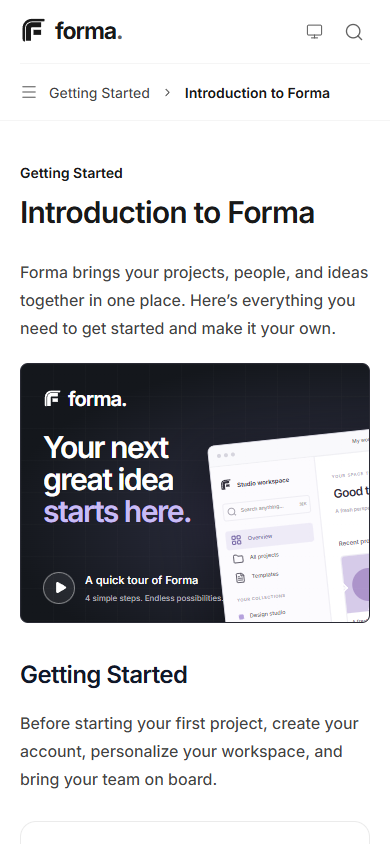 forma.
Getting Started
Introduction to Forma
Getting Started
Introduction to Forma
Forma brings your projects, people, and ideas
together in one place. Here’s everything you
need to get started and make it your own.
forma.
Your next
great idea
starts here.
A quick tour of Forma
4 simple steps. Endless possibilities.
Studio workspace
Search anything...
⌘K
Overview
All projects
Templates
YOUR COLLECTIONS
Design studio
My
YOUR SPACE
Good
A fresh
Recent
Getting Started
Before starting your first project, create your
account, personalize your workspace, and
bring your team on board.